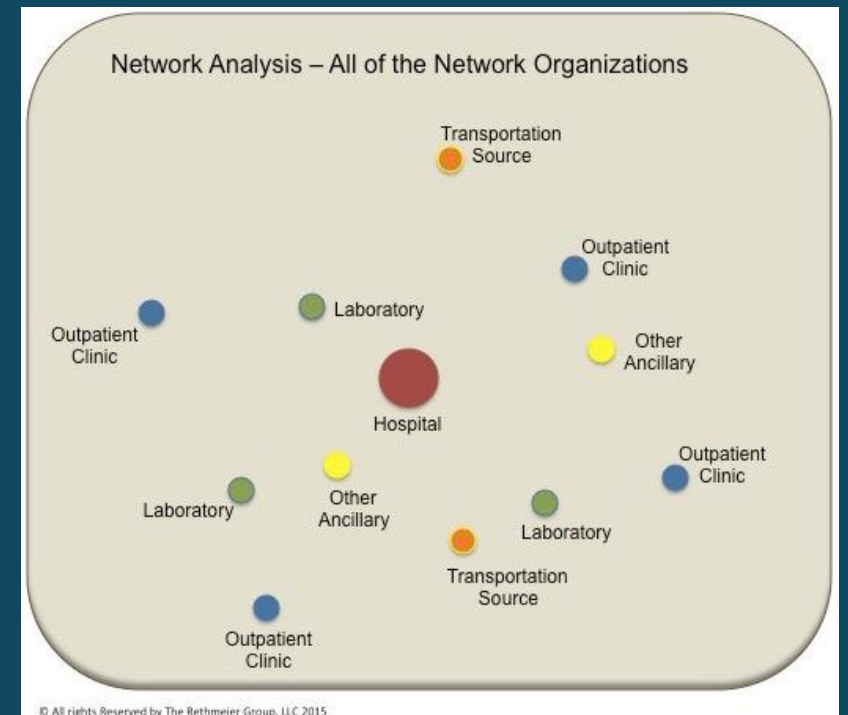 Network Analysis – All of the Network Organizations
Transportation
Source
Outpatient
Clinic
Laboratory
Outpatient
Clinic
Other
Ancillary
Hospital
Outpatient
Clinic
Laboratory
Other
Ancillary
Laboratory
Transportation
Source
Outpatient
Clinic
© All rights Reserved by The Rethmeier Group, LLC 2015